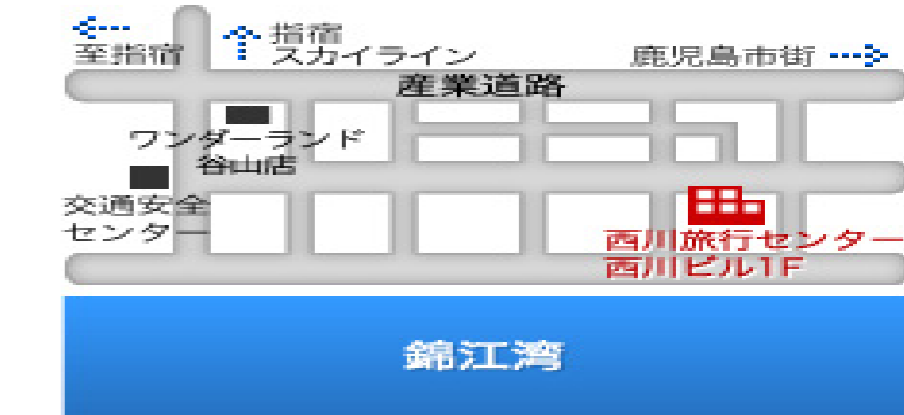 至指宿
指宿
スカイライン
鹿児島市街
産業道路
ワンダーランド
谷山店
交通安全
センター
西川旅行センター
西川ビル1F
錦江湾